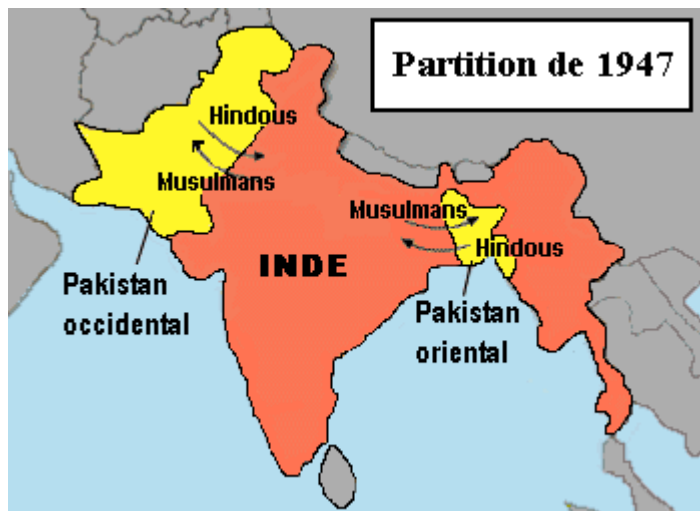 Partition de 1947
Hindous
Musulmans
Musulmans
Hindous
INDE
Pakistan
occidental
Pakistan
oriental